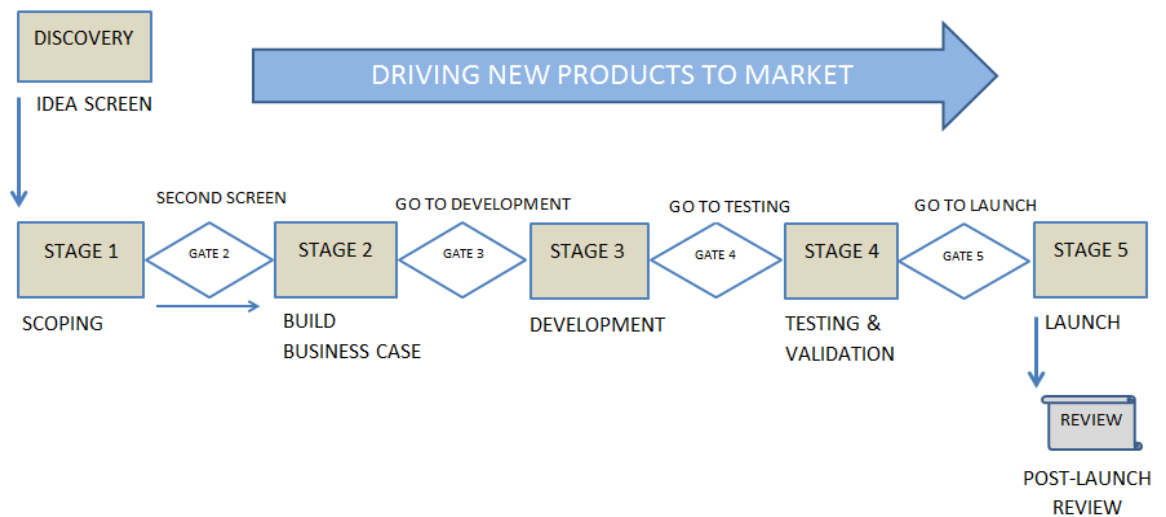 DISCOVERY
DRIVING NEW PRODUCTS TO MARKET
IDEA SCREEN
SECOND SCREEN
GO TO DEVELOPMENT
GO TO TESTING
GO TO LAUNCH
STAGE 1
GATE 2
STAGE 2
GATE 3
STAGE 3
GATE 4
STAGE 4
GATE 5
STAGE 5
SCOPING
BUILD
BUSINESS CASE
DEVELOPMENT
TESTING &
VALIDATION
LAUNCH
REVIEW
POST-LAUNCH
REVIEW